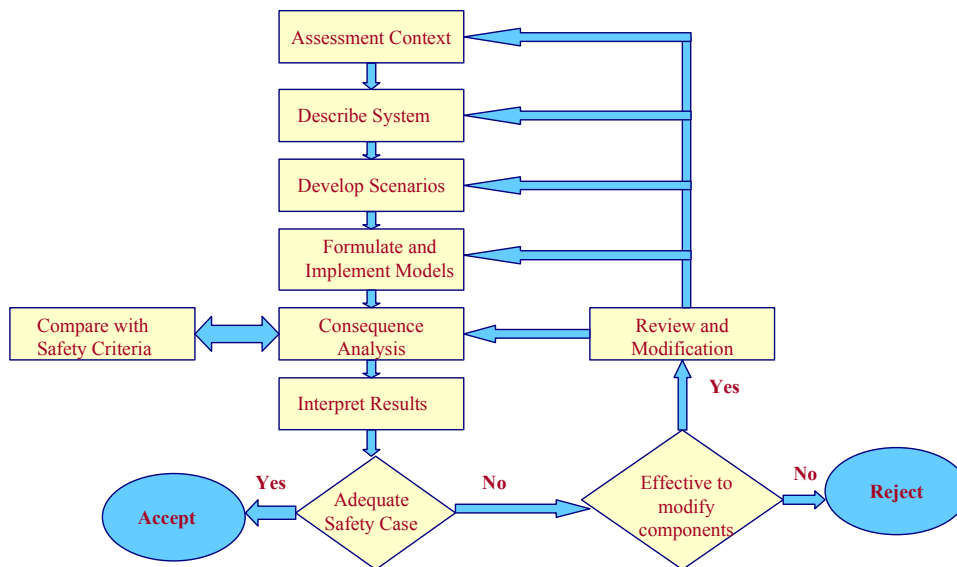 Assessment Context
Describe System
Develop Scenarios
Formulate and
Implement Models
Compare with
Safety Criteria
Consequence
Analysis
Review and
Modification
Interpret Results
Yes
Yes
No
No
Accept
Adequate
Safety Case
Effective to
modify
components
Reject